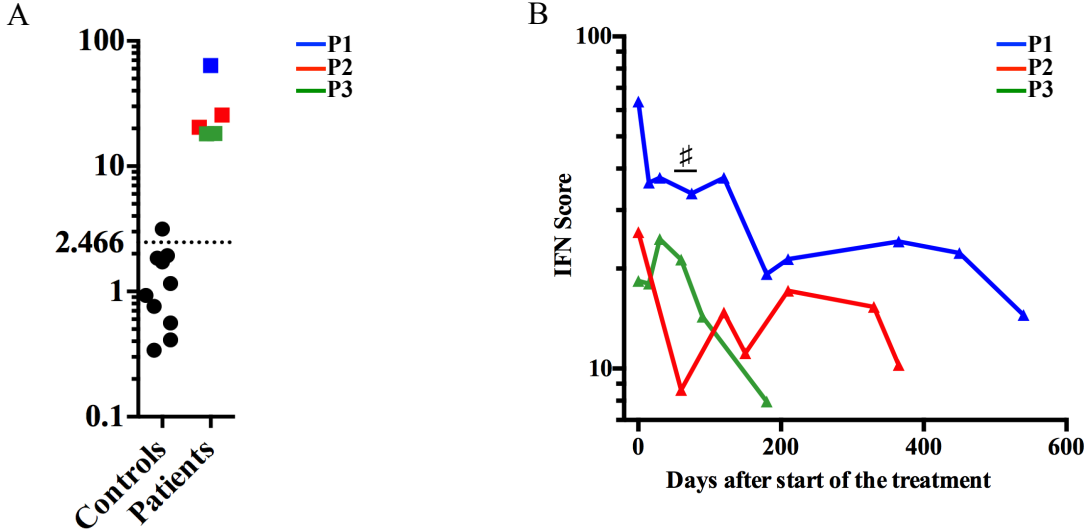 A
100
10
2.466
1
0.1
Controls
Patients
P1
P2
P3
B
100
10
IFN Score
♯
P1
P2
P3
0
200
400
600
Days after start of the treatment